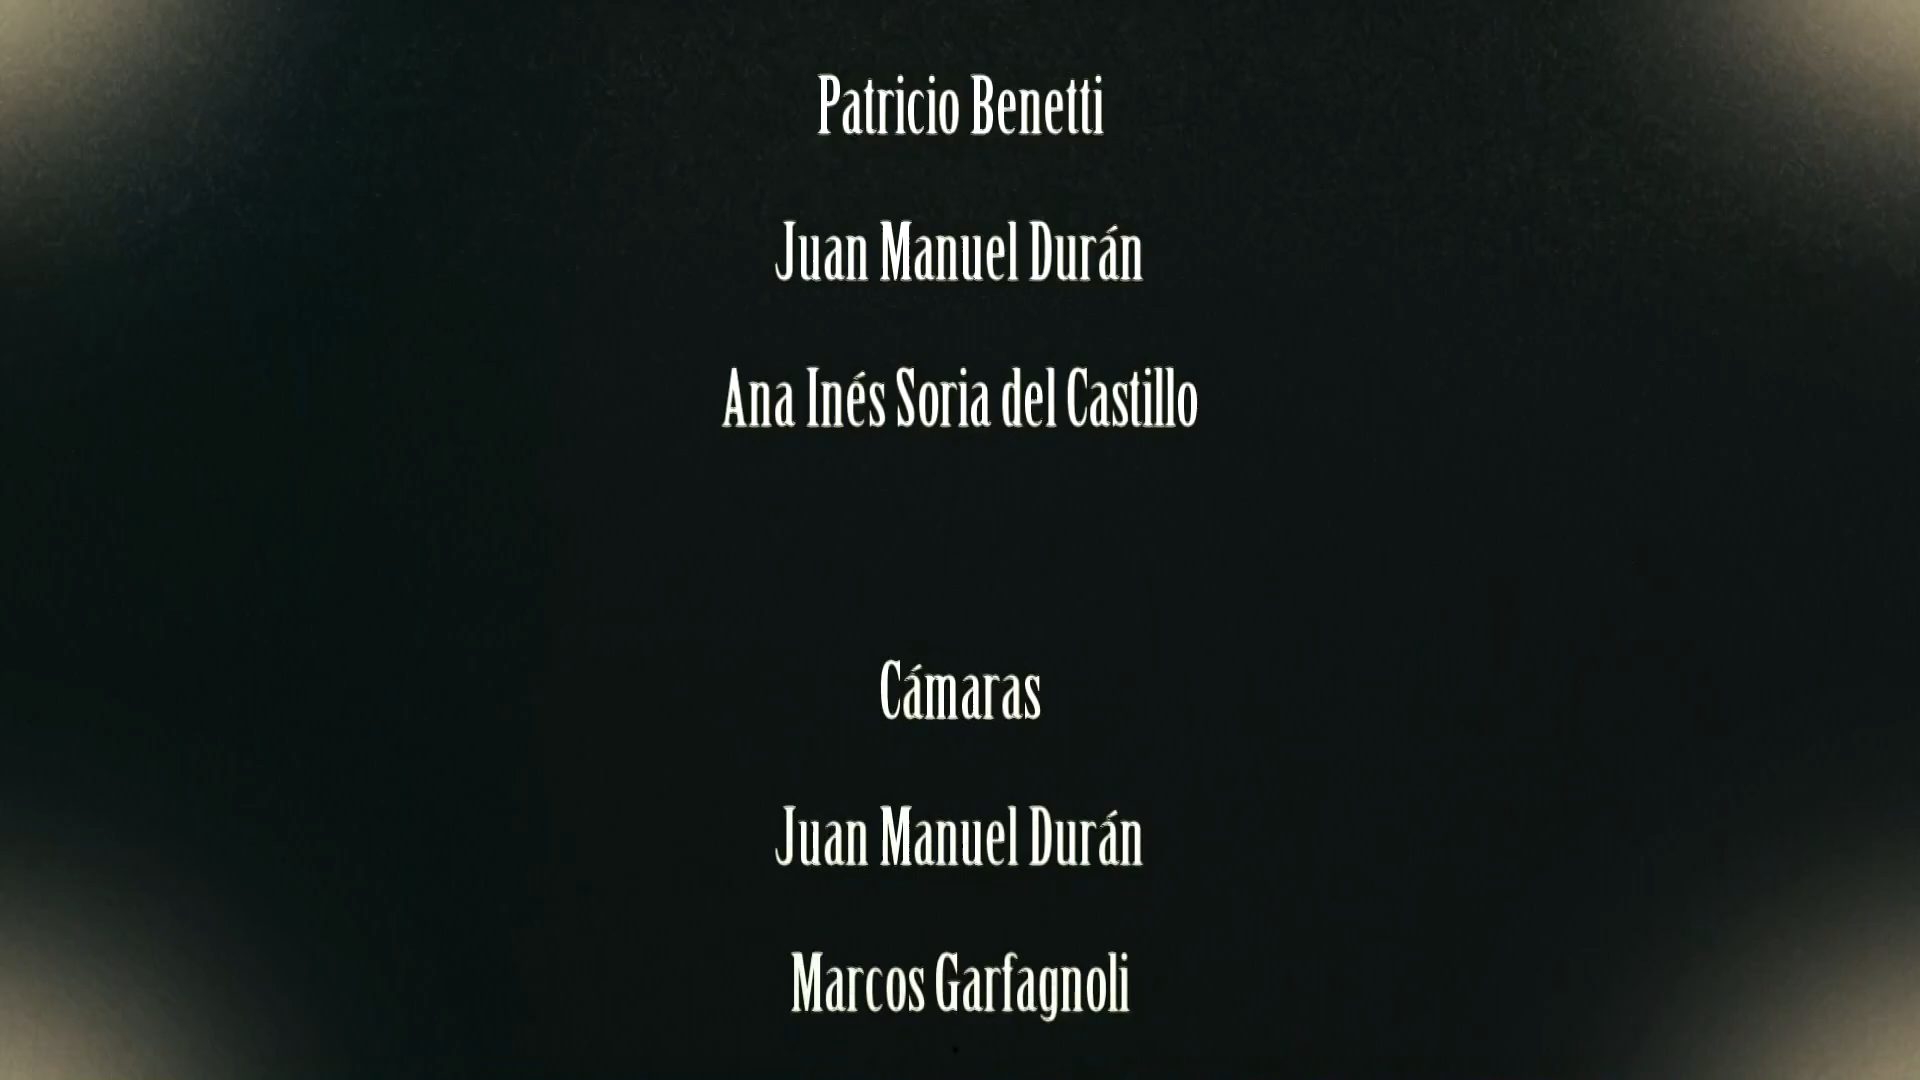 Patricio Benetti
Juan Manuel Durán
Ana Inés Soria del Castillo
Cámaras
Juan Manuel Durán
Marcos Garfagnoli